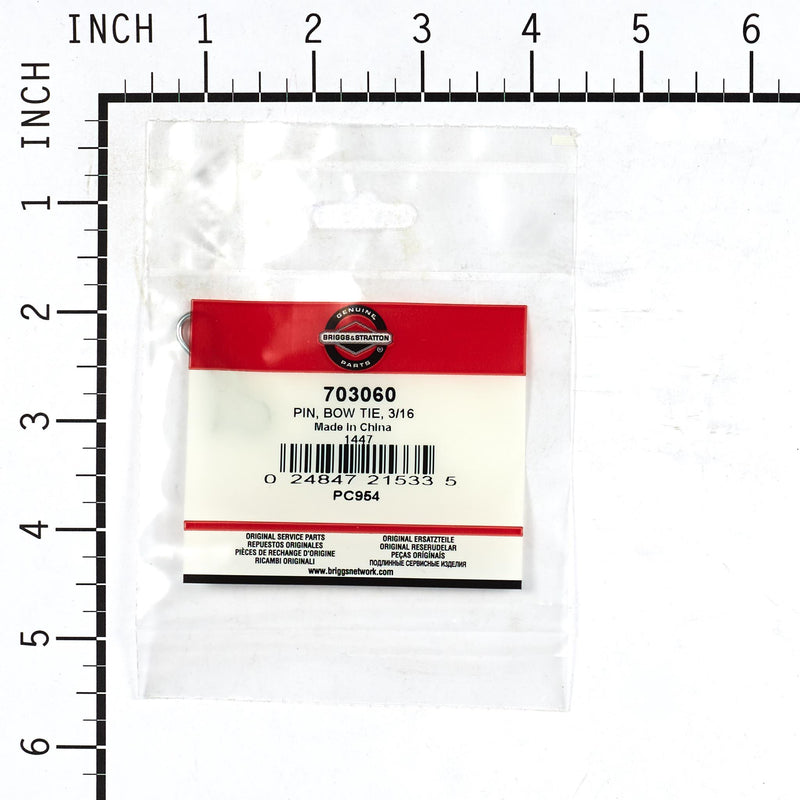 INCH 1 2 3 4 5 6
INCH
1
2
3
4
5
6
GENUINE
BRIGGS&STRATTON
®
PARTS
703060
PIN, BOW TIE, 3/16
Made in China
1447
0 24847 21533 5
PC954
ORIGINAL SERVICE PARTS
REPUESTOS ORIGINALES
PIÈCES DE RECHANGE D'ORIGINE
RICAMBI ORIGINALI
ORIGINAL ERSATZTEILE
ORIGINAL RESERUDELAR
PEÇAS ORIGÍNAIS
ПОДЛИННЫЕ СЕРВИСНЫЕ ИЗДЕЛИЯ
www.briggsnetwork.com